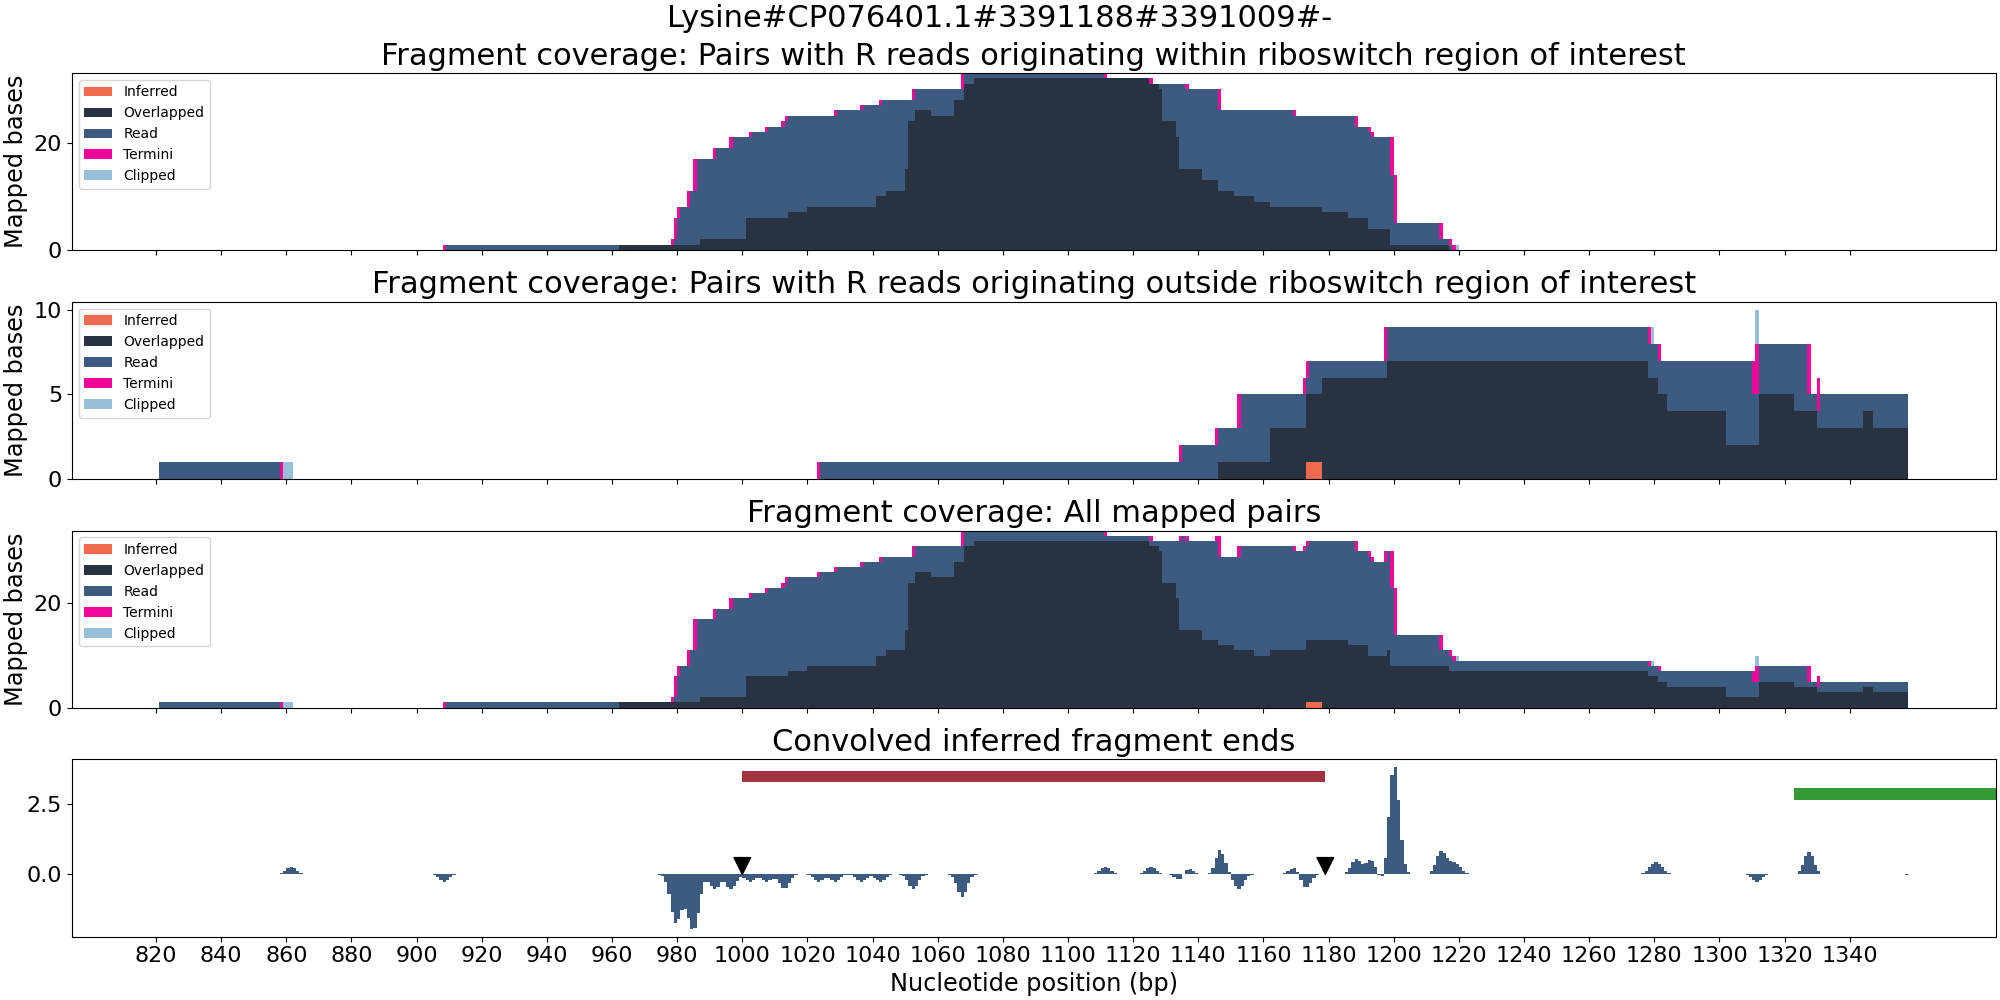 Lysine#CP076401.1#3391188#3391009#-
Fragment coverage: Pairs with R reads originating within riboswitch region of interest
Mapped bases
20
0
Inferred
Overlapped
Read
Termini
Clipped
Fragment coverage: Pairs with R reads originating outside riboswitch region of interest
Mapped bases
10
5
0
Inferred
Overlapped
Read
Termini
Clipped
Fragment coverage: All mapped pairs
Mapped bases
20
0
Inferred
Overlapped
Read
Termini
Clipped
Convolved inferred fragment ends
2.5
0.0
820 840 860 880 900 920 940 960 980 1000 1020 1040 1060 1080 1100 1120 1140 1160 1180 1200 1220 1240 1260 1280 1300 1320 1340
Nucleotide position (bp)